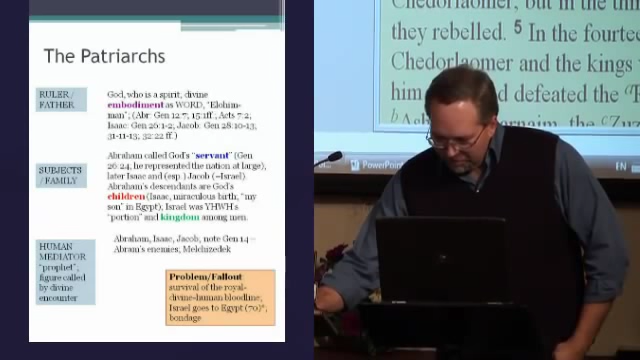 The Patriarchs
RULER /
FATHER
God, who is a spirit; divine
embodiment as WORD, "Elohim-
man"; (Abr: Gen 12:7; 15:1ff , Acts 7:2;
Isaac: Gen 26:1-2; Jacob: Gen 28:10-13;
31-11-13; 32:22 ff.)
SUBJECTS
/ FAMILY
Abraham called God's "servant" (Gen
26:24, he represented the nation at large);
later Isaac and (esp.) Jacob (=Israel).
Abraham's descendants are God's
children (Isaac, miraculous birth, "my
son" in Egypt); Israel was YHWH's
"portion" and kingdom among men.
HUMAN
MEDIATOR
"prophet";
figure called
by divine
encounter
Abraham, Isaac, Jacob; note Gen 14 –
Abram's enemies; Melchizedek
Problem/Fallout:
survival of the royal-
divine-human bloodline;
Israel goes to Egypt (70)*;
bondage
Chedorlaomer, but in the thir
they rebelled. 5 In the fourtee
Chedorlaomer and the kings
him and defeated the
PowerPoint
EN